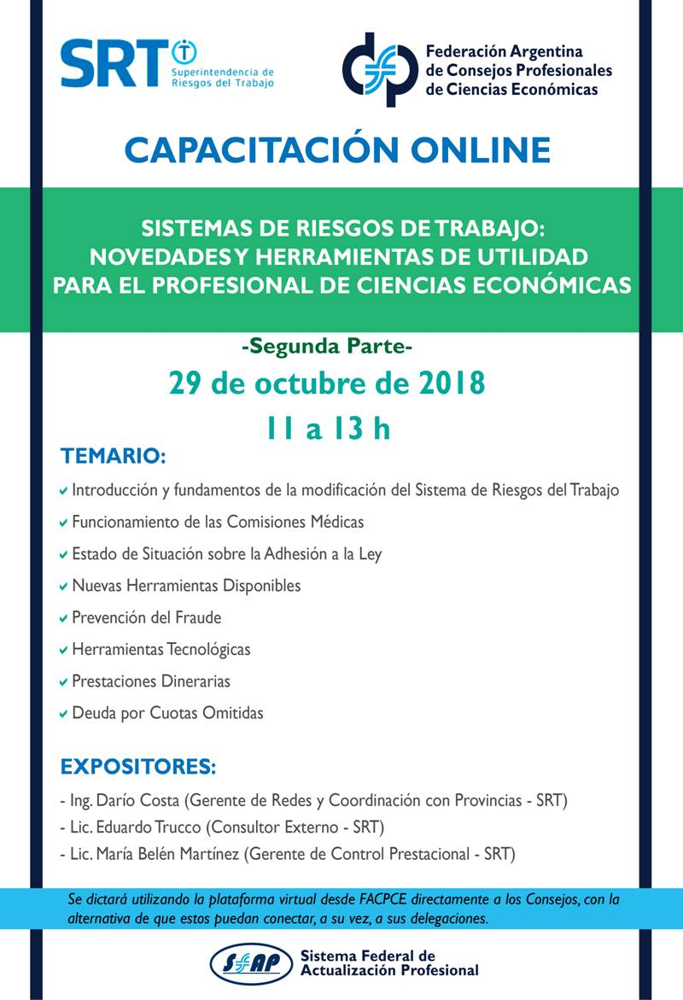 SRT
Superintendencia de
Riesgos del Trabajo
Federación Argentina
de Consejos Profesionales
de Ciencias Económicas
CAPACITACIÓN ONLINE
SISTEMAS DE RIESGOS DE TRABAJO:
NOVEDADES Y HERRAMIENTAS DE UTILIDAD
PARA EL PROFESIONAL DE CIENCIAS ECONÓMICAS
-Segunda Parte-
29 de octubre de 2018
11 a 13 h
TEMARIO:
Introducción y fundamentos de la modificación del Sistema de Riesgos del Trabajo
Funcionamiento de las Comisiones Médicas
Estado de Situación sobre la Adhesión a la Ley
Nuevas Herramientas Disponibles
Prevención del Fraude
Herramientas Tecnológicas
Prestaciones Dinerarias
Deuda por Cuotas Omitidas
EXPOSITORES:
- Ing. Darío Costa (Gerente de Redes y Coordinación con Provincias - SRT)
- Lic. Eduardo Trucco (Consultor Externo - SRT)
- Lic. María Belén Martínez (Gerente de Control Prestacional - SRT)
Se dictará utilizando la plataforma virtual desde FACPCE directamente a los Consejos, con la
alternativa de que estos puedan conectar, a su vez, a sus delegaciones.
SFAP
Sistema Federal de
Actualización Profesional